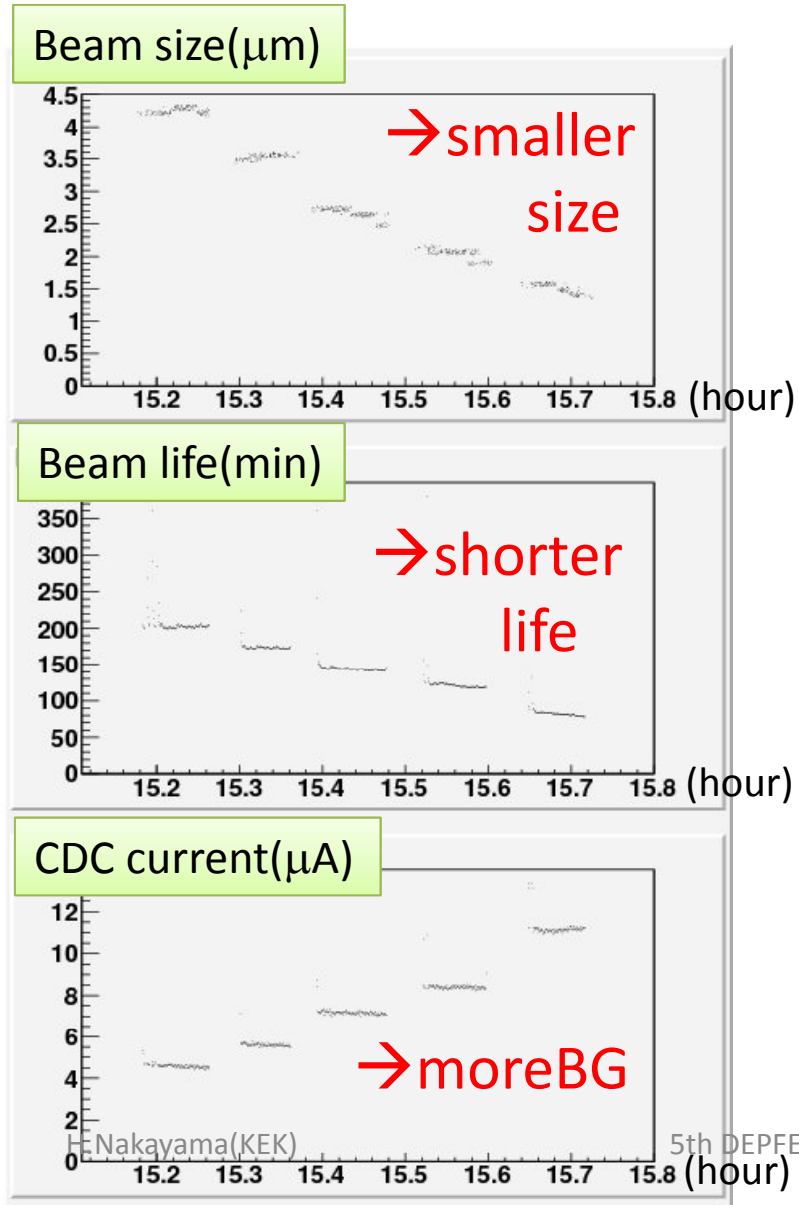 Beam size(μm)
4.5
4
3.5
3
2.5
2
1.5
1
0.5
0
→smaller
size
15.2 15.3 15.4 15.5 15.6 15.7 15.8 (hour)
Beam life(min)
350
300
250
200
150
100
50
0
→shorter
life
15.2 15.3 15.4 15.5 15.6 15.7 15.8 (hour)
CDC current(μA)
12
10
8
6
4
2
0
→moreBG
H.Nakayama(KEK) 5th DEPFE
15.2 15.3 15.4 15.5 15.6 15.7 15.8 (hour)